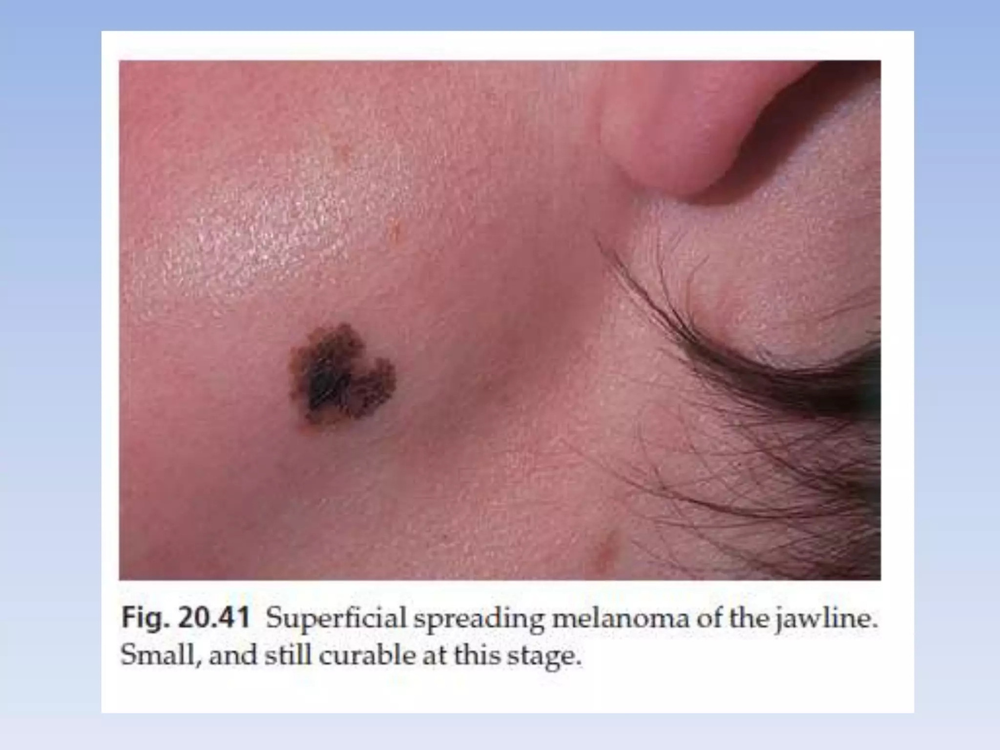 Fig. 20.41 Superficial spreading melanoma of the jawline.
Small, and still curable at this stage.